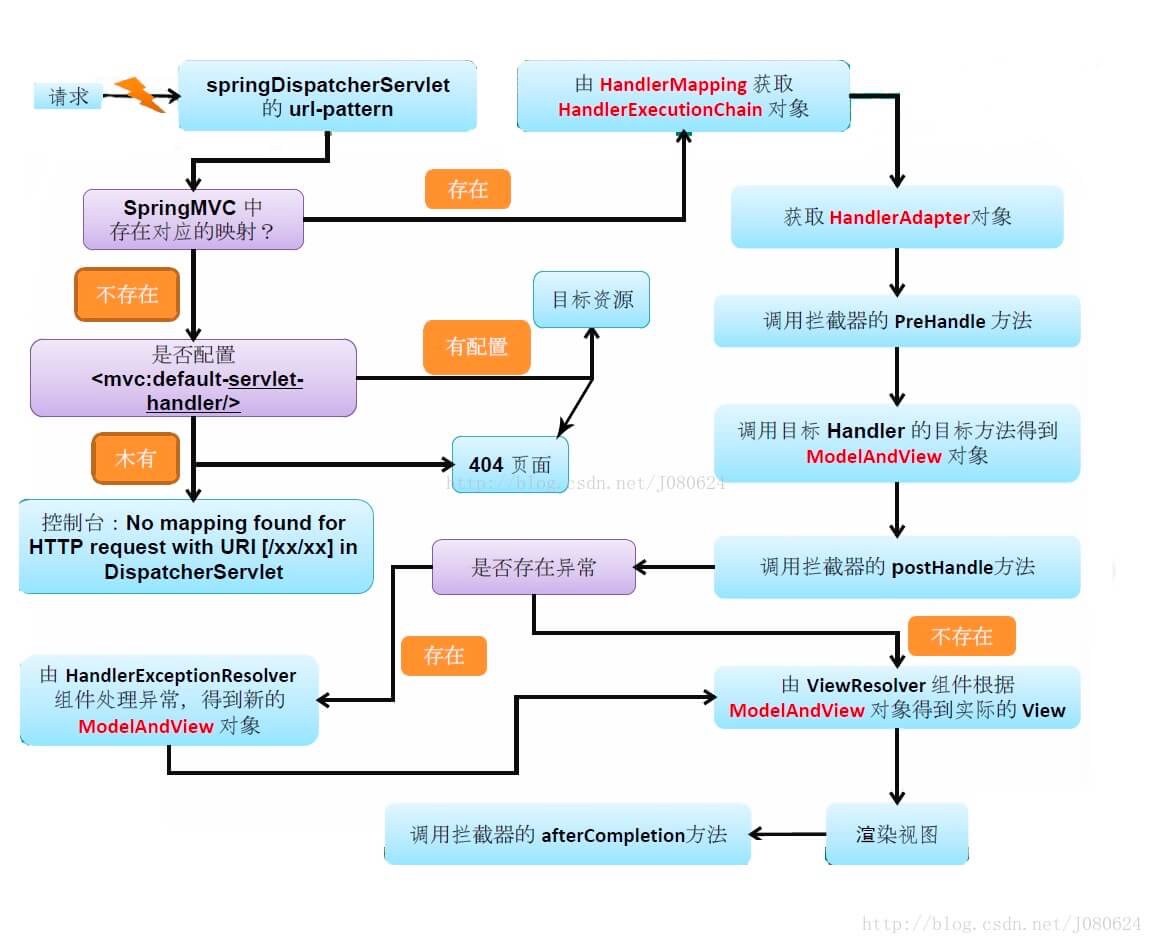 请求
springDispatcherServlet
的 url-pattern
由 HandlerMapping 获取
HandlerExecutionChain 对象
SpringMVC 中
存在对应的映射？
存在
获取 HandlerAdapter对象
不存在
目标资源
调用拦截器的 PreHandle 方法
有配置
是否配置
<mvc:default-servlet-
handler/>
调用目标 Handler 的目标方法得到
ModelAndView 对象
木有
404 页面
http://blog.csdn.net/J080624
控制台：No mapping found for
HTTP request with URI [/xx/xx] in
DispatcherServlet
是否存在异常
调用拦截器的 postHandle方法
存在
不存在
由 HandlerExceptionResolver
组件处理异常，得到新的
ModelAndView 对象
由 ViewResolver 组件根据
ModelAndView 对象得到实际的 View
调用拦截器的 afterCompletion方法
渲染视图
http://blog.csdn.net/J080624